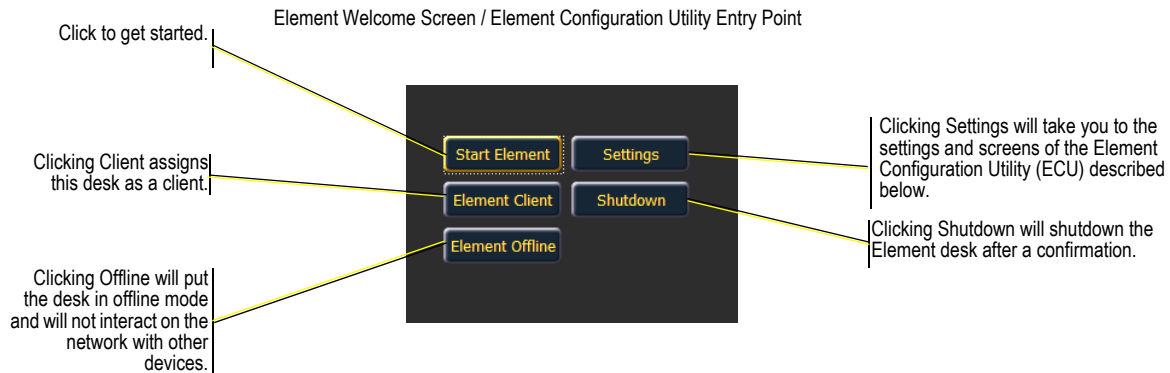 Element Welcome Screen / Element Configuration Utility Entry Point
Click to get started.
Clicking Client assigns
this desk as a client.
Clicking Offline will put
the desk in offline mode
and will not interact on the
network with other
devices.
Start Element
Settings
Element Client
Shutdown
Element Offline
Clicking Settings will take you to the
settings and screens of the Element
Configuration Utility (ECU) described
below.
Clicking Shutdown will shutdown the
Element desk after a confirmation.